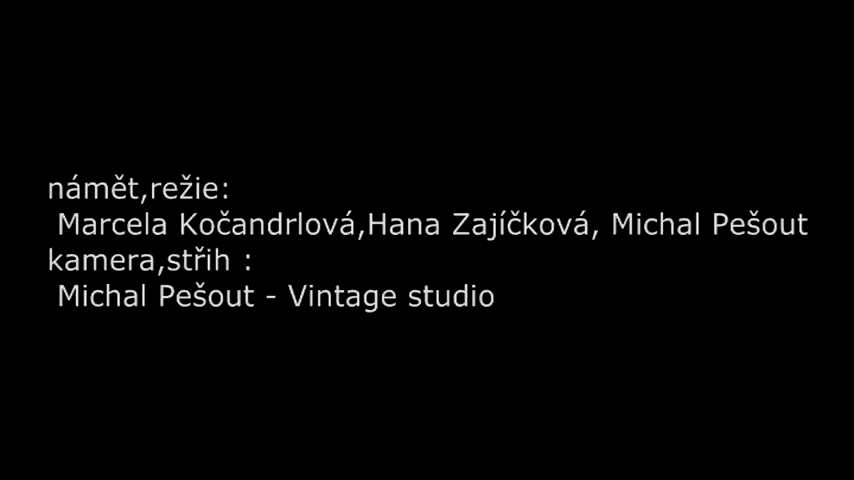 námět,režie:
Marcela Kočandrlová,Hana Zajíčková, Michal Pešout
kamera,střih :
Michal Pešout - Vintage studio